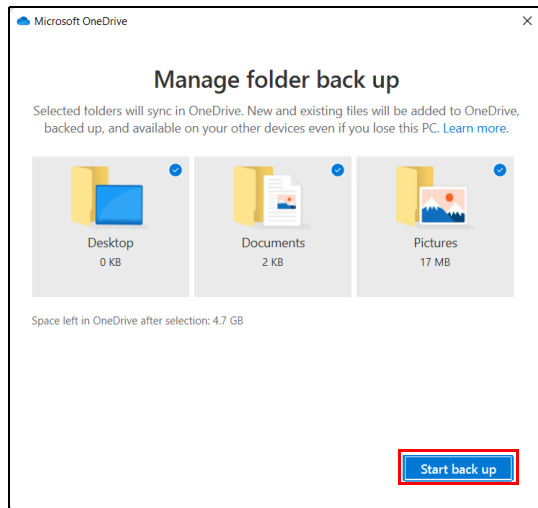 Microsoft OneDrive
Manage folder back up
Selected folders will sync in OneDrive. New and existing files will be added to OneDrive,
backed up, and available on your other devices even if you lose this PC. Learn more.
Desktop
0 KB
Documents
2 KB
Pictures
17 MB
Space left in OneDrive after selection: 4.7 GB
Start back up